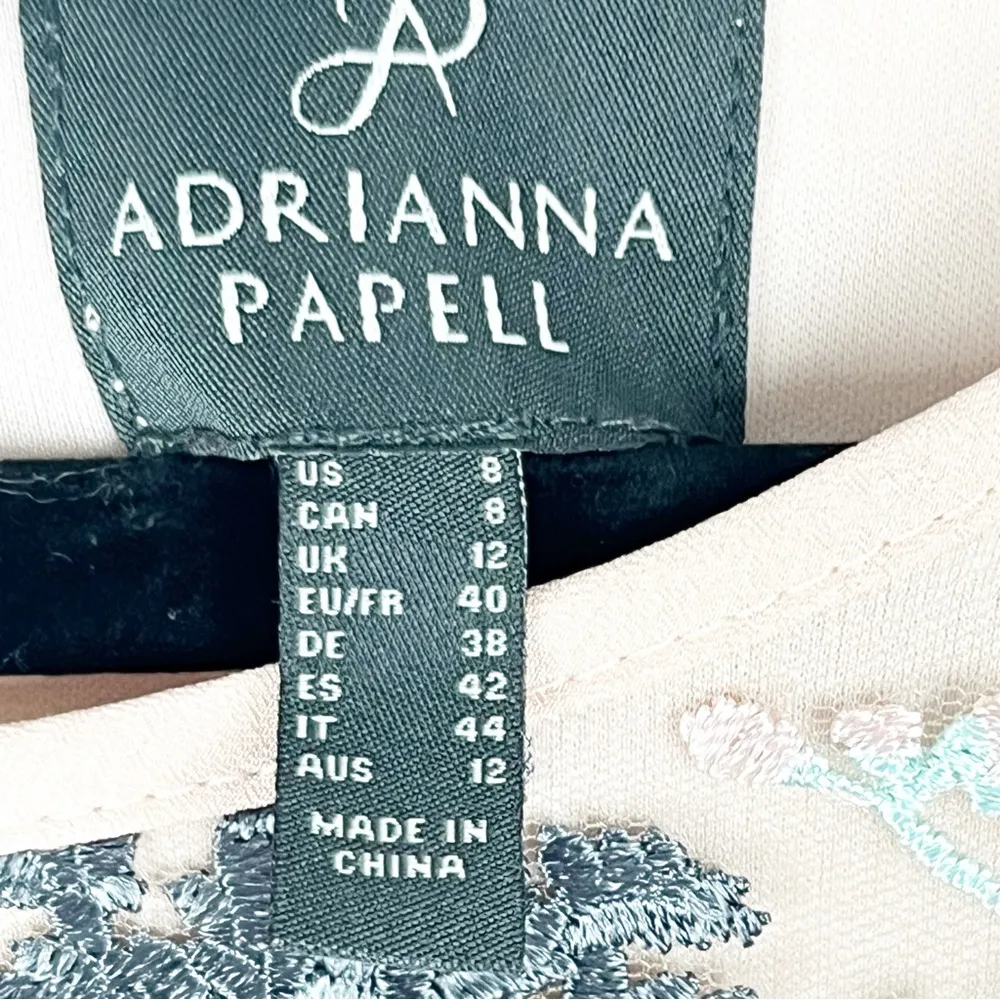 ADRIANNA
PAPELL
US 8
CAN 8
UK 12
EU/FR 40
DE 38
ES 42
IT 44
AUS 12
MADE IN
CHINA